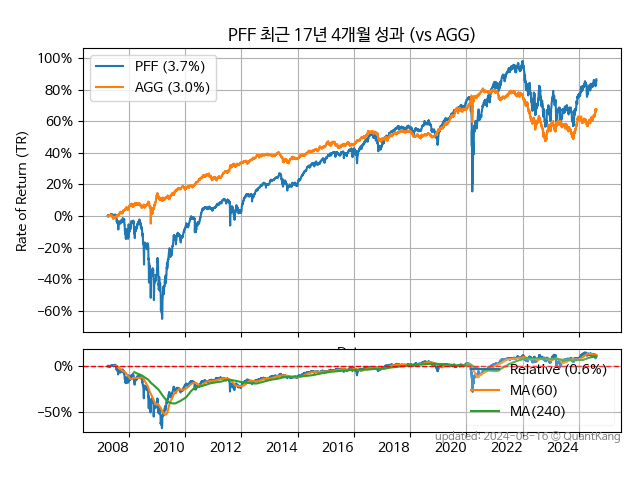 PFF 최근 17년 4개월 성과 (vs AGG)
100%
80%
60%
40%
20%
0%
−20%
−40%
−60%
Rate of Return (TR)
PFF (3.7%)
AGG (3.0%)
0%
−50%
Relative (0.6%)
MA(60)
MA(240)
2008 2010 2012 2014 2016 2018 2020 2022 2024
updated: 2024-08-16 © QuantKang